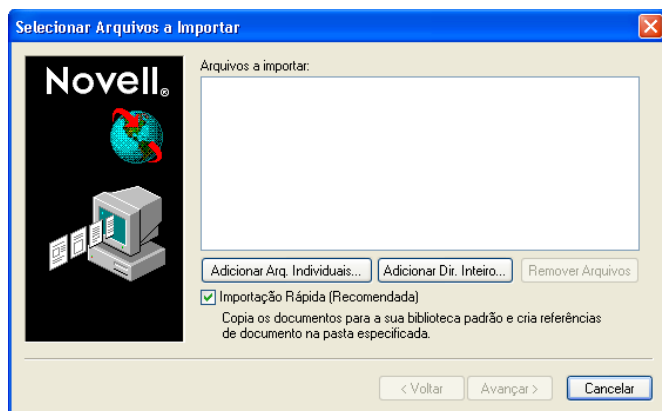 Selecionar Arquivos a Importar
Novell®
Arquivos a importar:
Adicionar Arq. Individuais...
Adicionar Dir. Inteiro...
Remover Arquivos
Importação Rápida (Recomendada)
Copia os documentos para a sua biblioteca padrão e cria referências
de documento na pasta especificada.
< Voltar
Avançar >
Cancelar